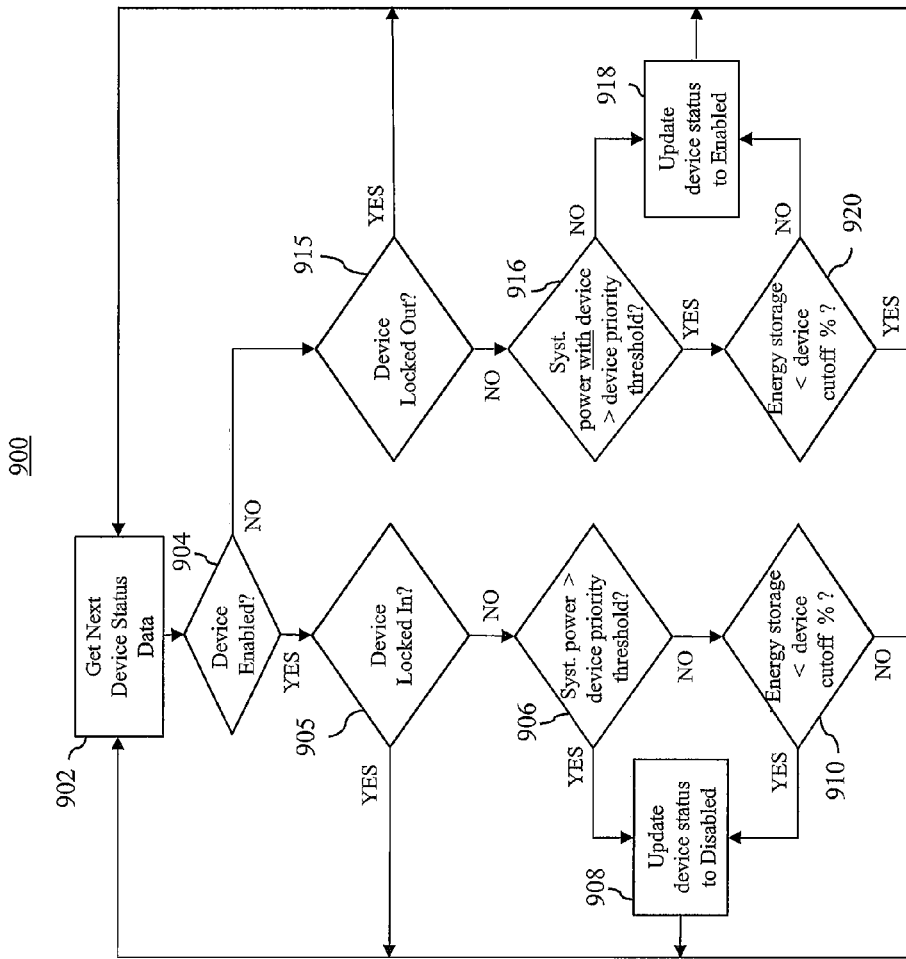 900
902
Get Next
Device Status
Data
904
Device
Enabled?
NO
YES
905
Device
Locked In?
YES
NO
915
Device
Locked Out?
YES
NO
906
Syst. power >
device priority
threshold?
YES
NO
916
Syst.
power with device
> device priority
threshold?
NO
YES
908
Update
device status
to Disabled
918
Update
device status
to Enabled
910
Energy storage
< device
cutoff % ?
YES
NO
920
Energy storage
< device
cutoff % ?
NO
YES